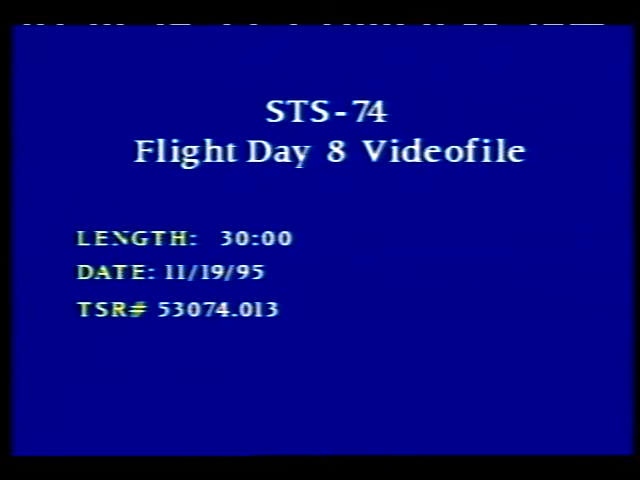 STS-74
Flight Day 8 Videofile
LENGTH: 30:00
DATE: 11/19/95
TSR# 53074.013